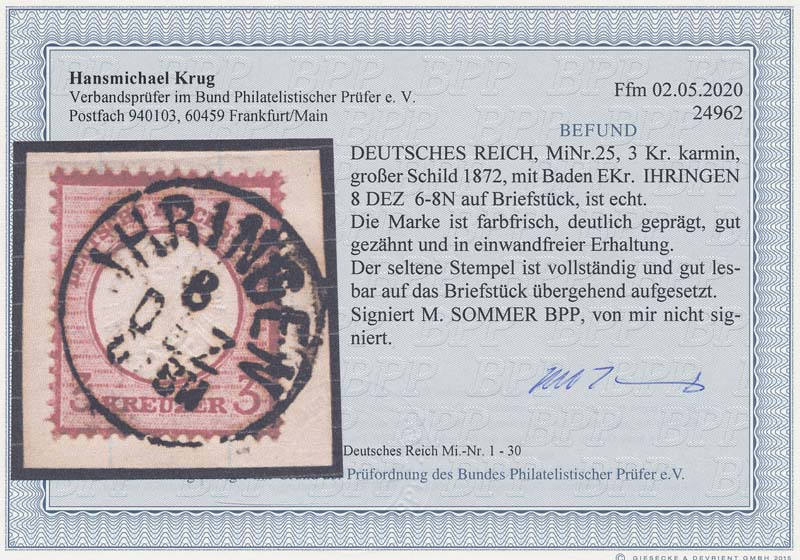 Hansmichael Krug
Verbandsprüfer im Bund Philatelistischer Prüfer e. V.
Postfach 940103, 60459 Frankfurt/Main
Ffm 02.05.2020
24962
BEFUND
DEUTSCHES REICH, MiNr.25, 3 Kr. karmin,
großer Schild 1872, mit Baden EKr. IHRINGEN
8 DEZ 6-8N auf Briefstück, ist echt.
Die Marke ist farbfrisch, deutlich geprägt, gut
gezähnt und in einwandfreier Erhaltung.
Der seltene Stempel ist vollständig und gut les-
bar auf das Briefstück übergehend aufgesetzt.
Signiert M. SOMMER BPP, von mir nicht sig-
niert.
IHRINGEN
8
DEZ
3 KREUZER 3
Deutsches Reich Mi.-Nr. 1 - 30
Prüfordnung des Bundes Philatelistischer Prüfer e.V.
BPP
© GIESECKE & DEVRIENT GMBH 2015